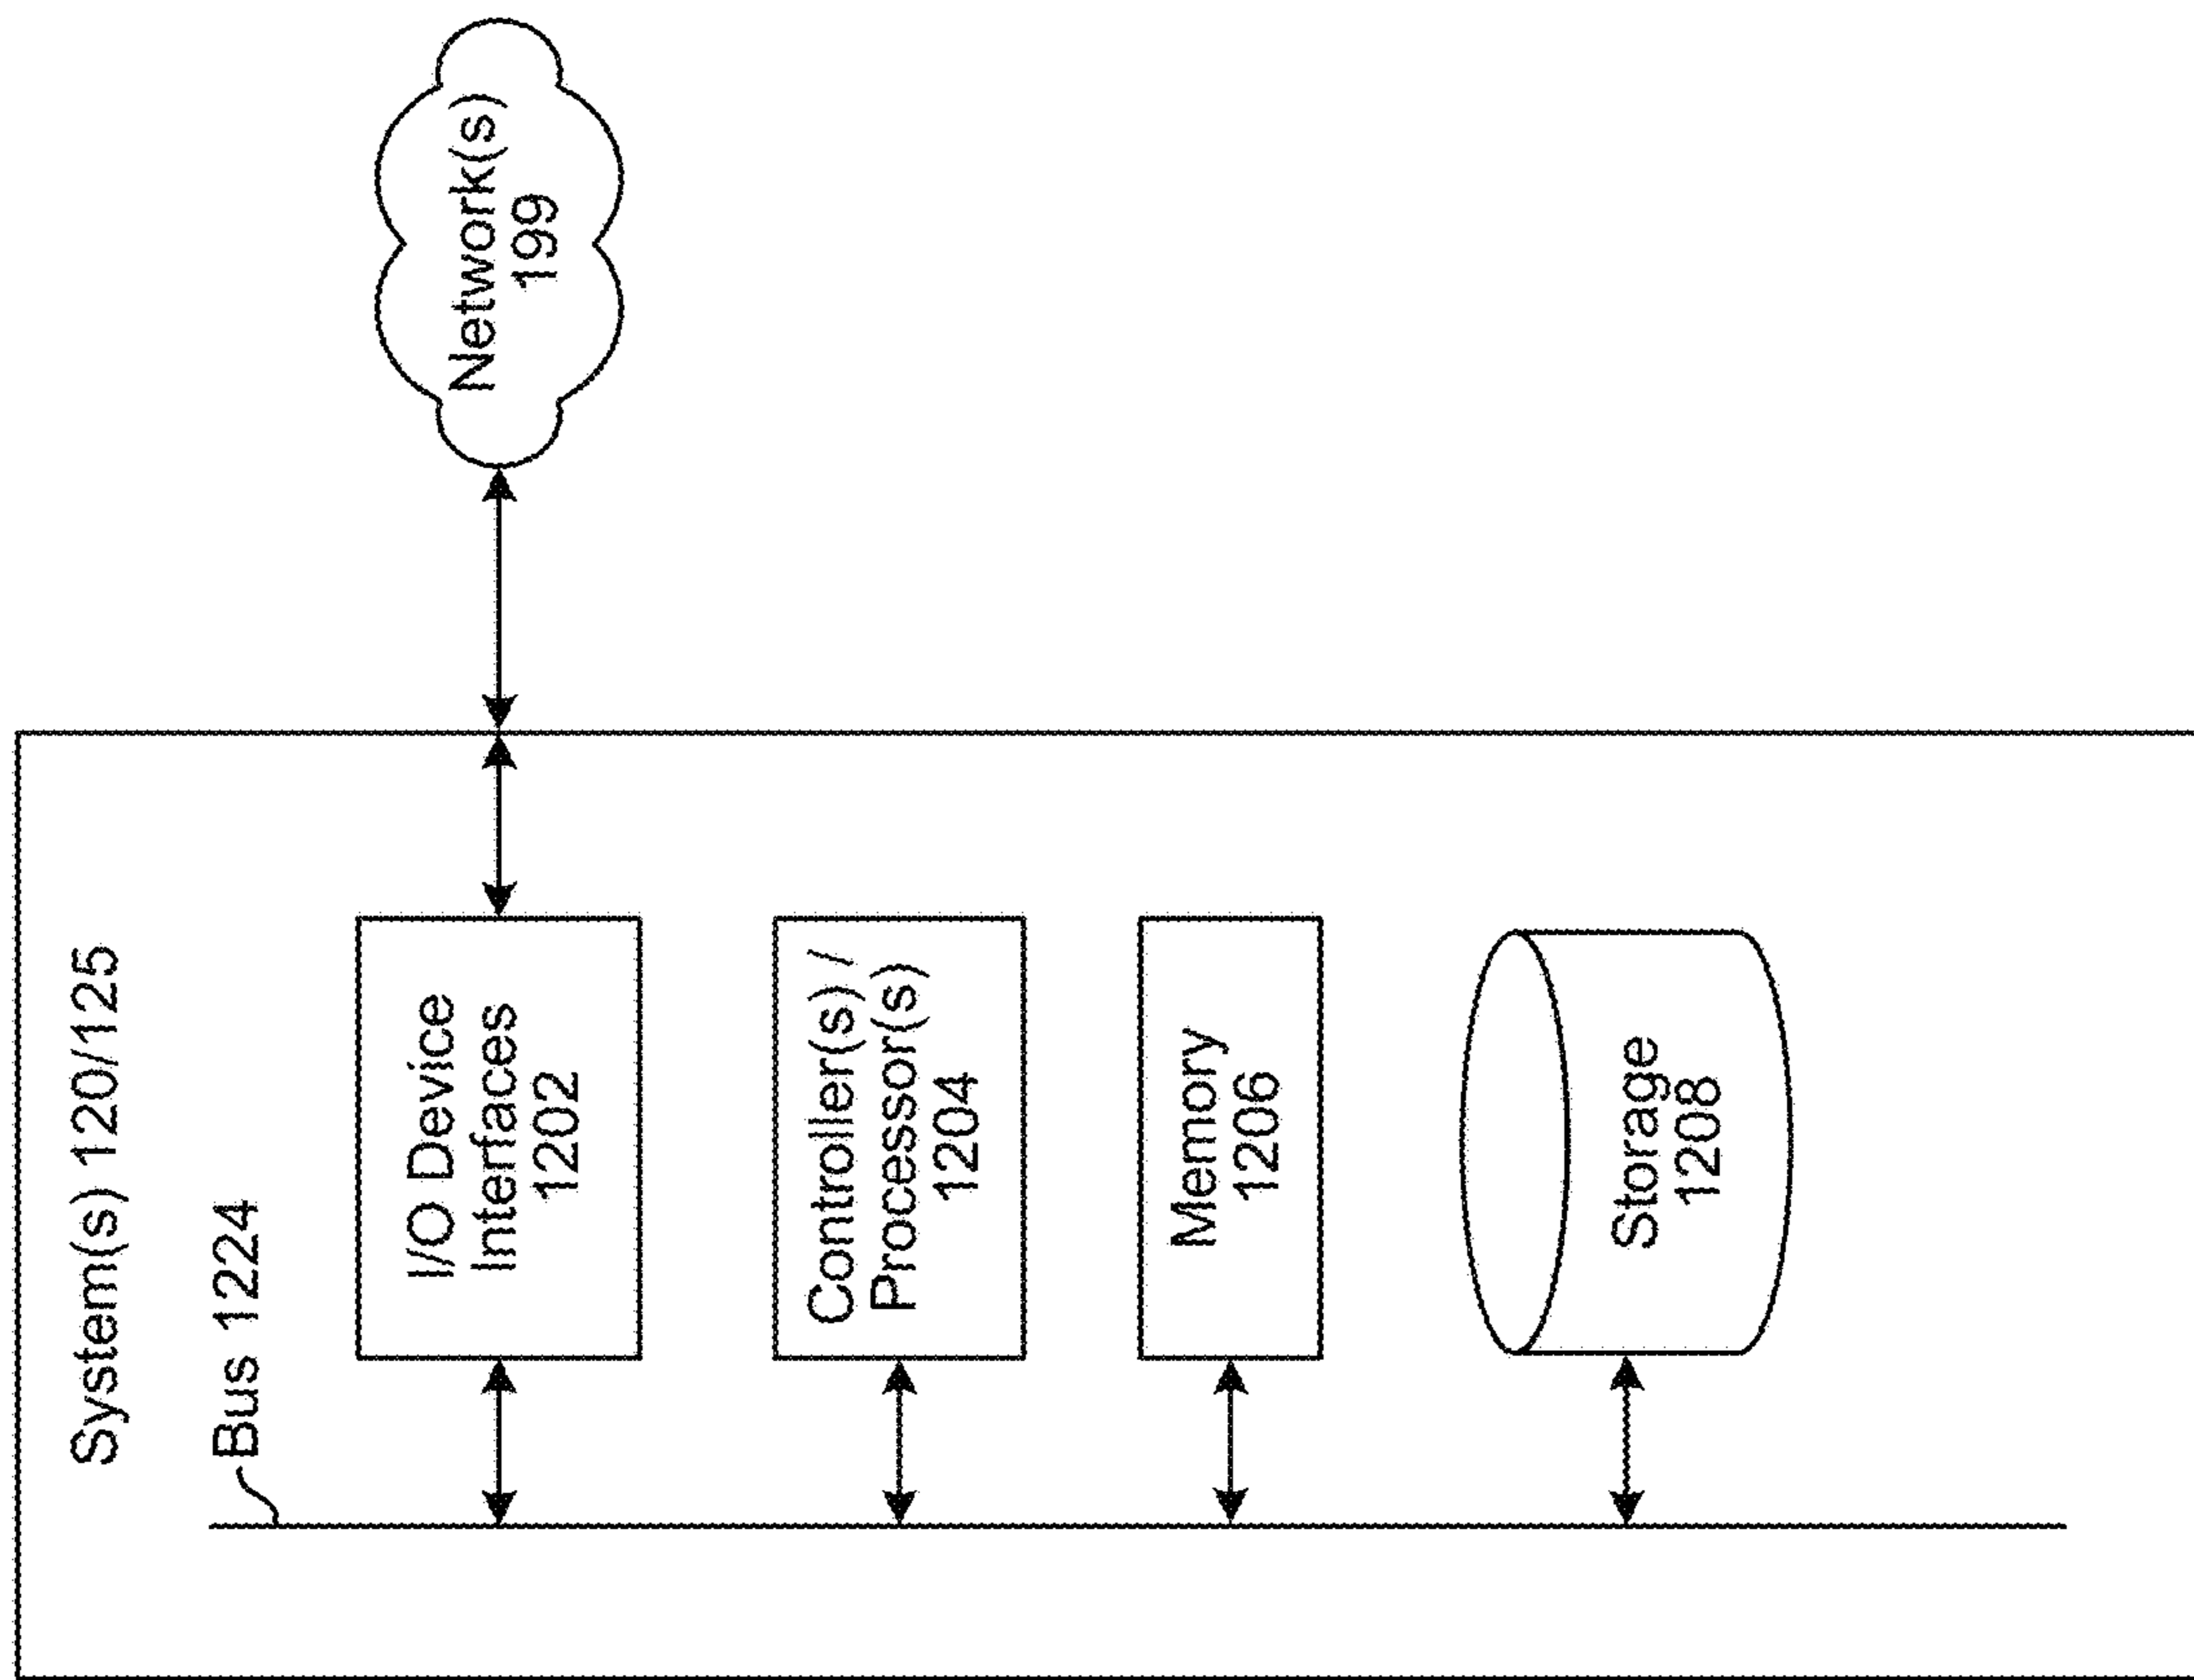 System(s) 120/125
Bus 1224
I/O Device
Interfaces
1202
Controller(s) /
Processor(s)
1204
Memory
1206
Storage
1208
Network(s)
199